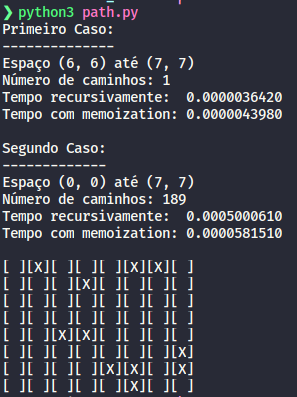 ❯ python3 path.py
Primeiro Caso:
--------------
Espaço (6, 6) até (7, 7)
Número de caminhos: 1
Tempo recursivamente:  0.0000036420
Tempo com memoization: 0.0000043980

Segundo Caso:
-------------
Espaço (0, 0) até (7, 7)
Número de caminhos: 189
Tempo recursivamente:  0.0005000610
Tempo com memoization: 0.0000581510

[ ][X][ ][ ][ ][X][X][ ]
[ ][ ][ ][X][ ][ ][ ][ ]
[ ][ ][ ][ ][ ][ ][ ][ ]
[ ][ ][ ][ ][ ][ ][ ][ ]
[ ][ ][X][X][ ][ ][ ][ ]
[ ][ ][ ][ ][ ][ ][ ][X]
[ ][ ][ ][ ][X][X][ ][X]
[ ][ ][ ][ ][ ][X][ ][ ]